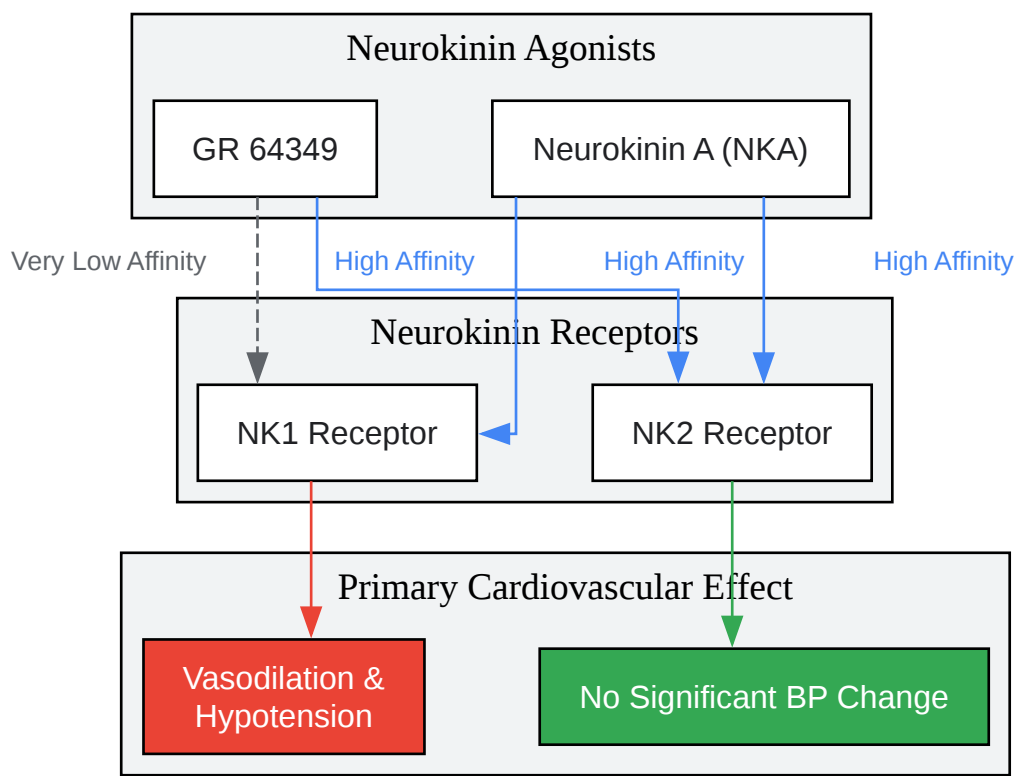 Neurokinin Agonists
GR 64349
Neurokinin A (NKA)
Very Low Affinity
High Affinity
High Affinity
High Affinity
Neurokinin Receptors
NK1 Receptor
NK2 Receptor
Primary Cardiovascular Effect
Vasodilation &
Hypotension
No Significant BP Change